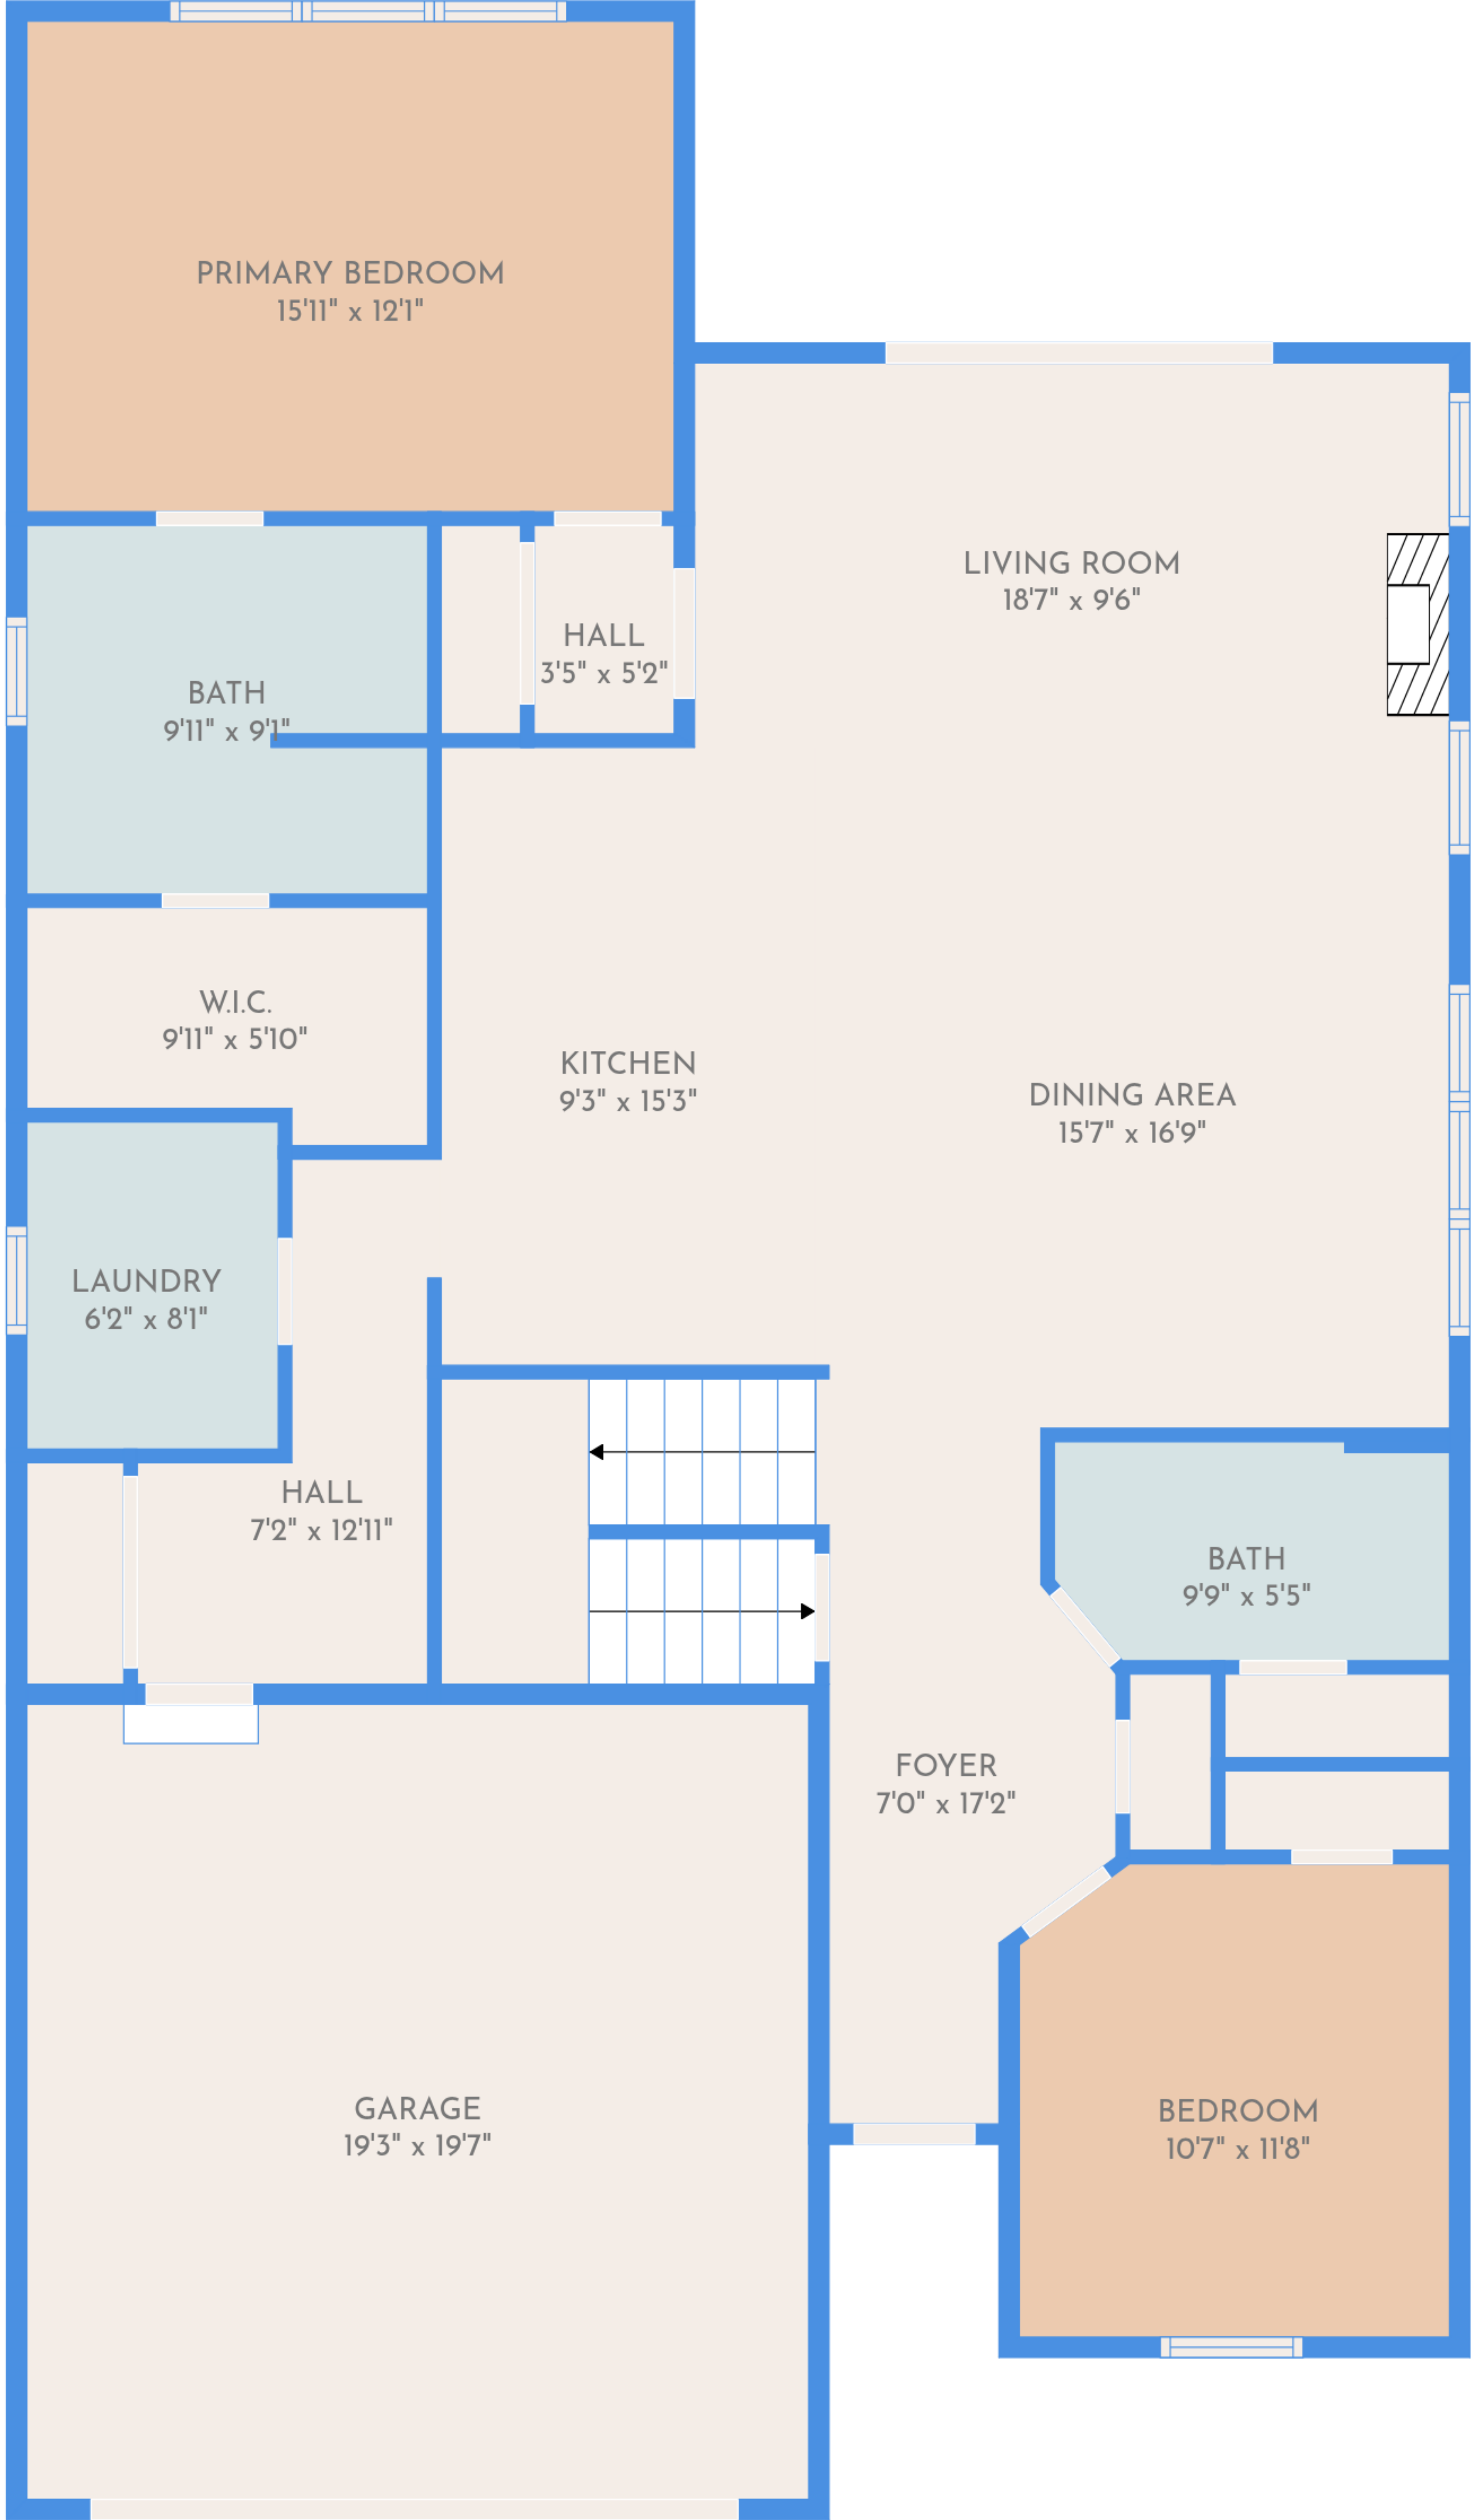 PRIMARY BEDROOM
15'11" x 12'1"
LIVING ROOM
18'7" x 9'6"
HALL
3'5" x 5'2"
BATH
9'11" x 9'1"
W.I.C.
9'11" x 5'10"
KITCHEN
9'3" x 15'3"
DINING AREA
15'7" x 16'9"
LAUNDRY
6'2" x 8'1"
HALL
7'2" x 12'11"
BATH
9'9" x 5'5"
FOYER
7'0" x 17'2"
GARAGE
19'3" x 19'7"
BEDROOM
10'7" x 11'8"